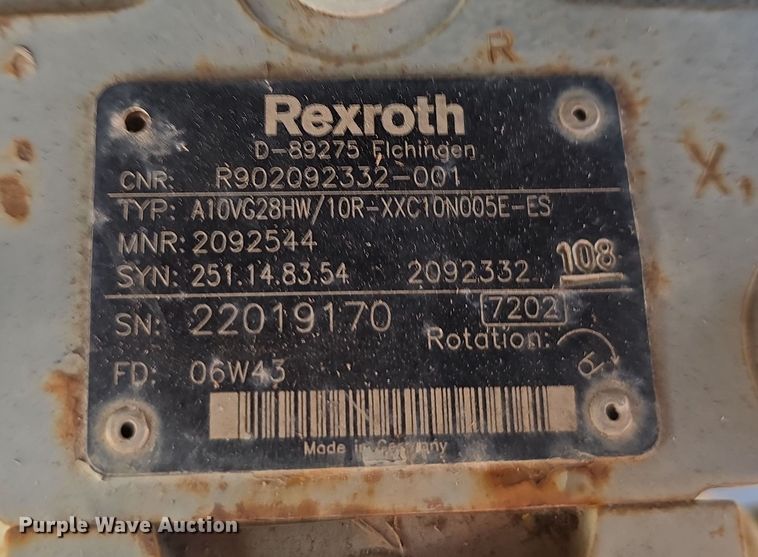 R
Rexroth
D-89275 Elchingen
CNR: R902092332-001
TYP: A10VG28HW/10R-XXC10N005E-ES
MNR: 2092544
SYN: 251.14.83.54 2092332 108
SN: 22019170 7202
Rotation:
FD: 06W43
Made in Germany
X1
Purple Wave Auction